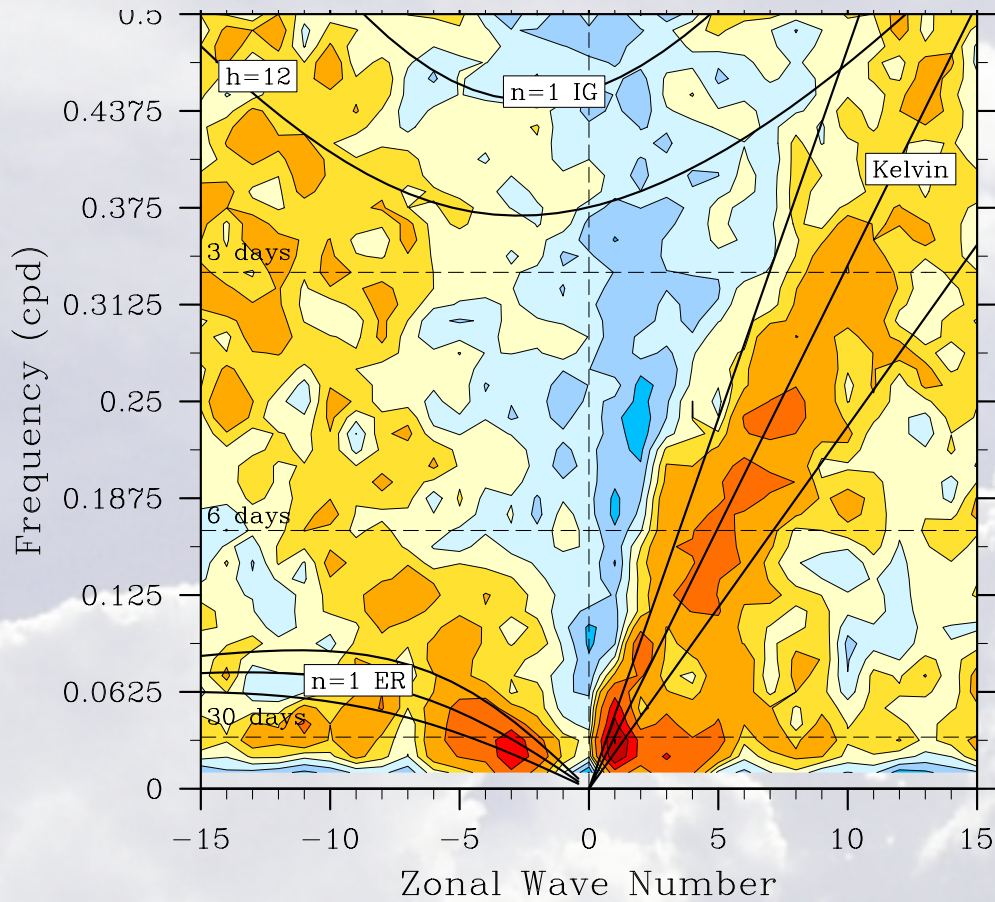 0.5
h=12
n=1 IG
0.4375
Kelvin
0.375
3 days
0.3125
0.25
0.1875
6 days
0.125
n=1 ER
0.0625
30 days
0
−15 −10 −5 0 5 10 15
Zonal Wave Number
Frequency (cpd)